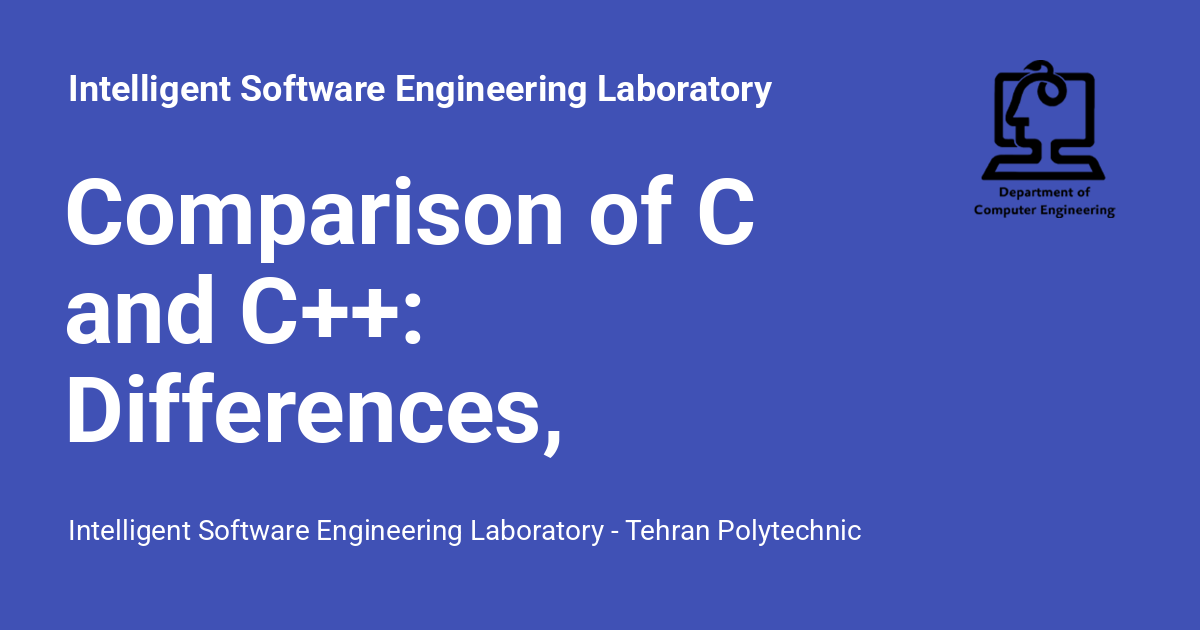 Intelligent Software Engineering Laboratory
Department of
Computer Engineering
Comparison of C
and C++:
Differences,
Intelligent Software Engineering Laboratory - Tehran Polytechnic